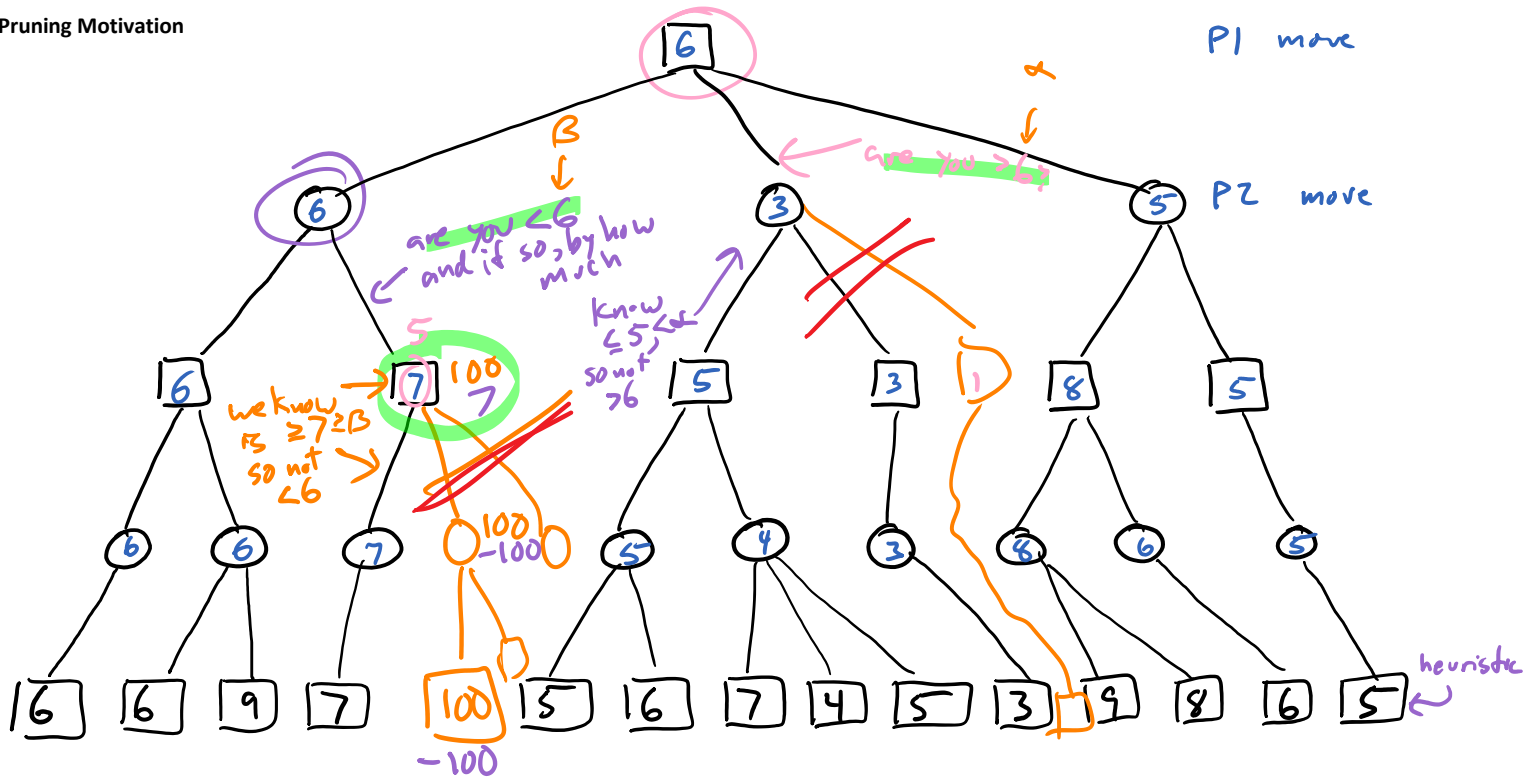 Pruning Motivation
6
P1 move
α
β
are you > 6?
6
3
5
P2 move
are you < 6
and if so, by how
much
know
≤ 5 < α,
so not
>6
5
6
7
100
7
5
3
1
8
5
we know
is ≥ 7 ≥ β
so not
< 6
6
6
7
100
-100
5
4
3
8
6
5
heuristic
6
6
9
7
100
5
6
7
4
5
3
9
8
6
5
-100